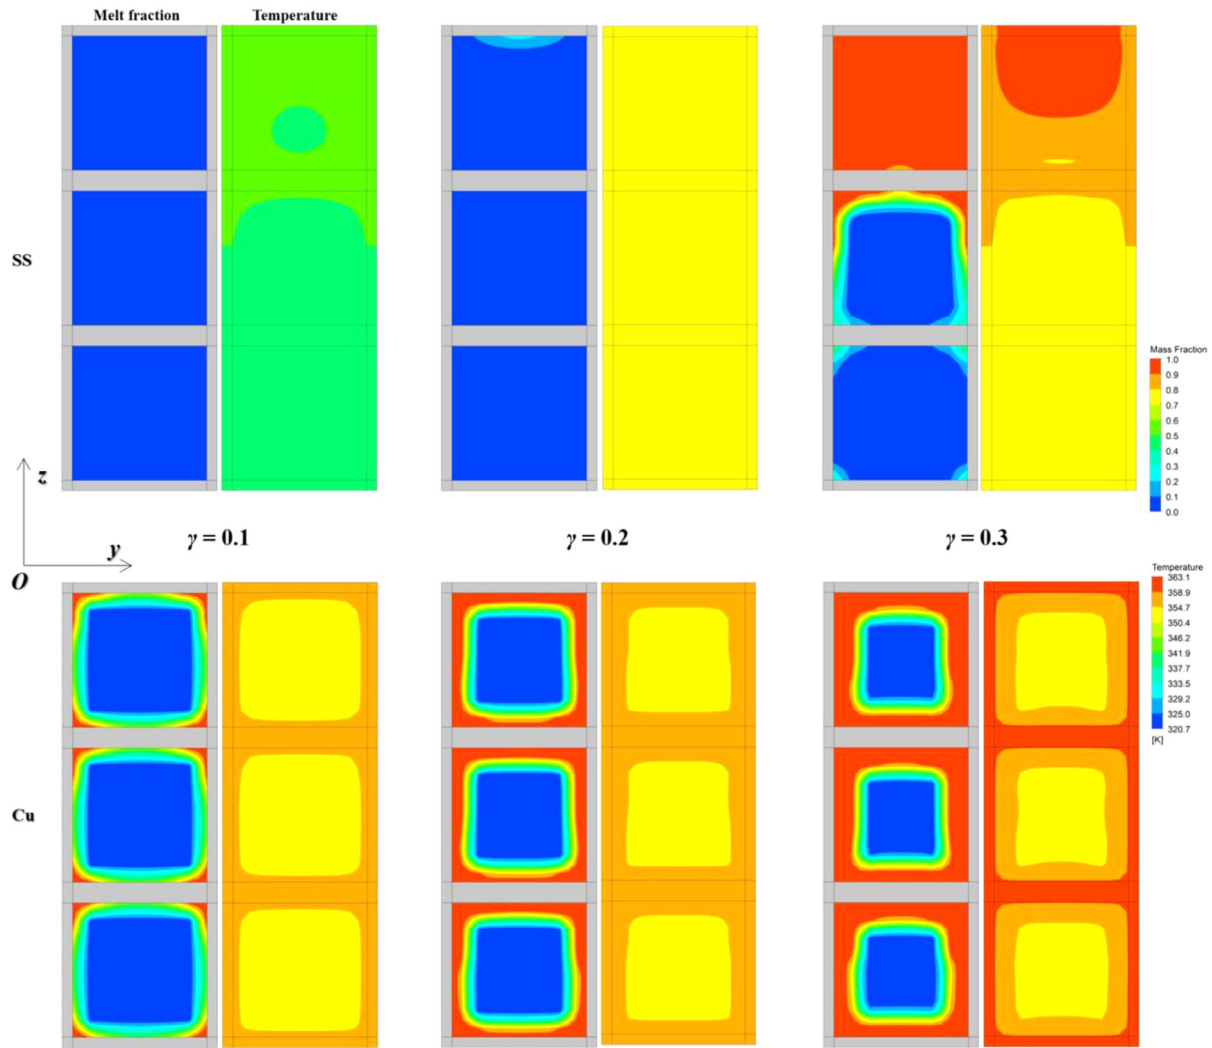 Melt fraction Temperature
SS
Mass Fraction
1.0
0.9
0.8
0.7
0.6
0.5
0.4
0.3
0.2
0.1
0.0
z
y
O
γ = 0.1 γ = 0.2 γ = 0.3
Temperature
363.1
358.9
354.7
350.4
346.2
341.9
337.7
333.5
329.2
325.0
320.7
[K]
Cu